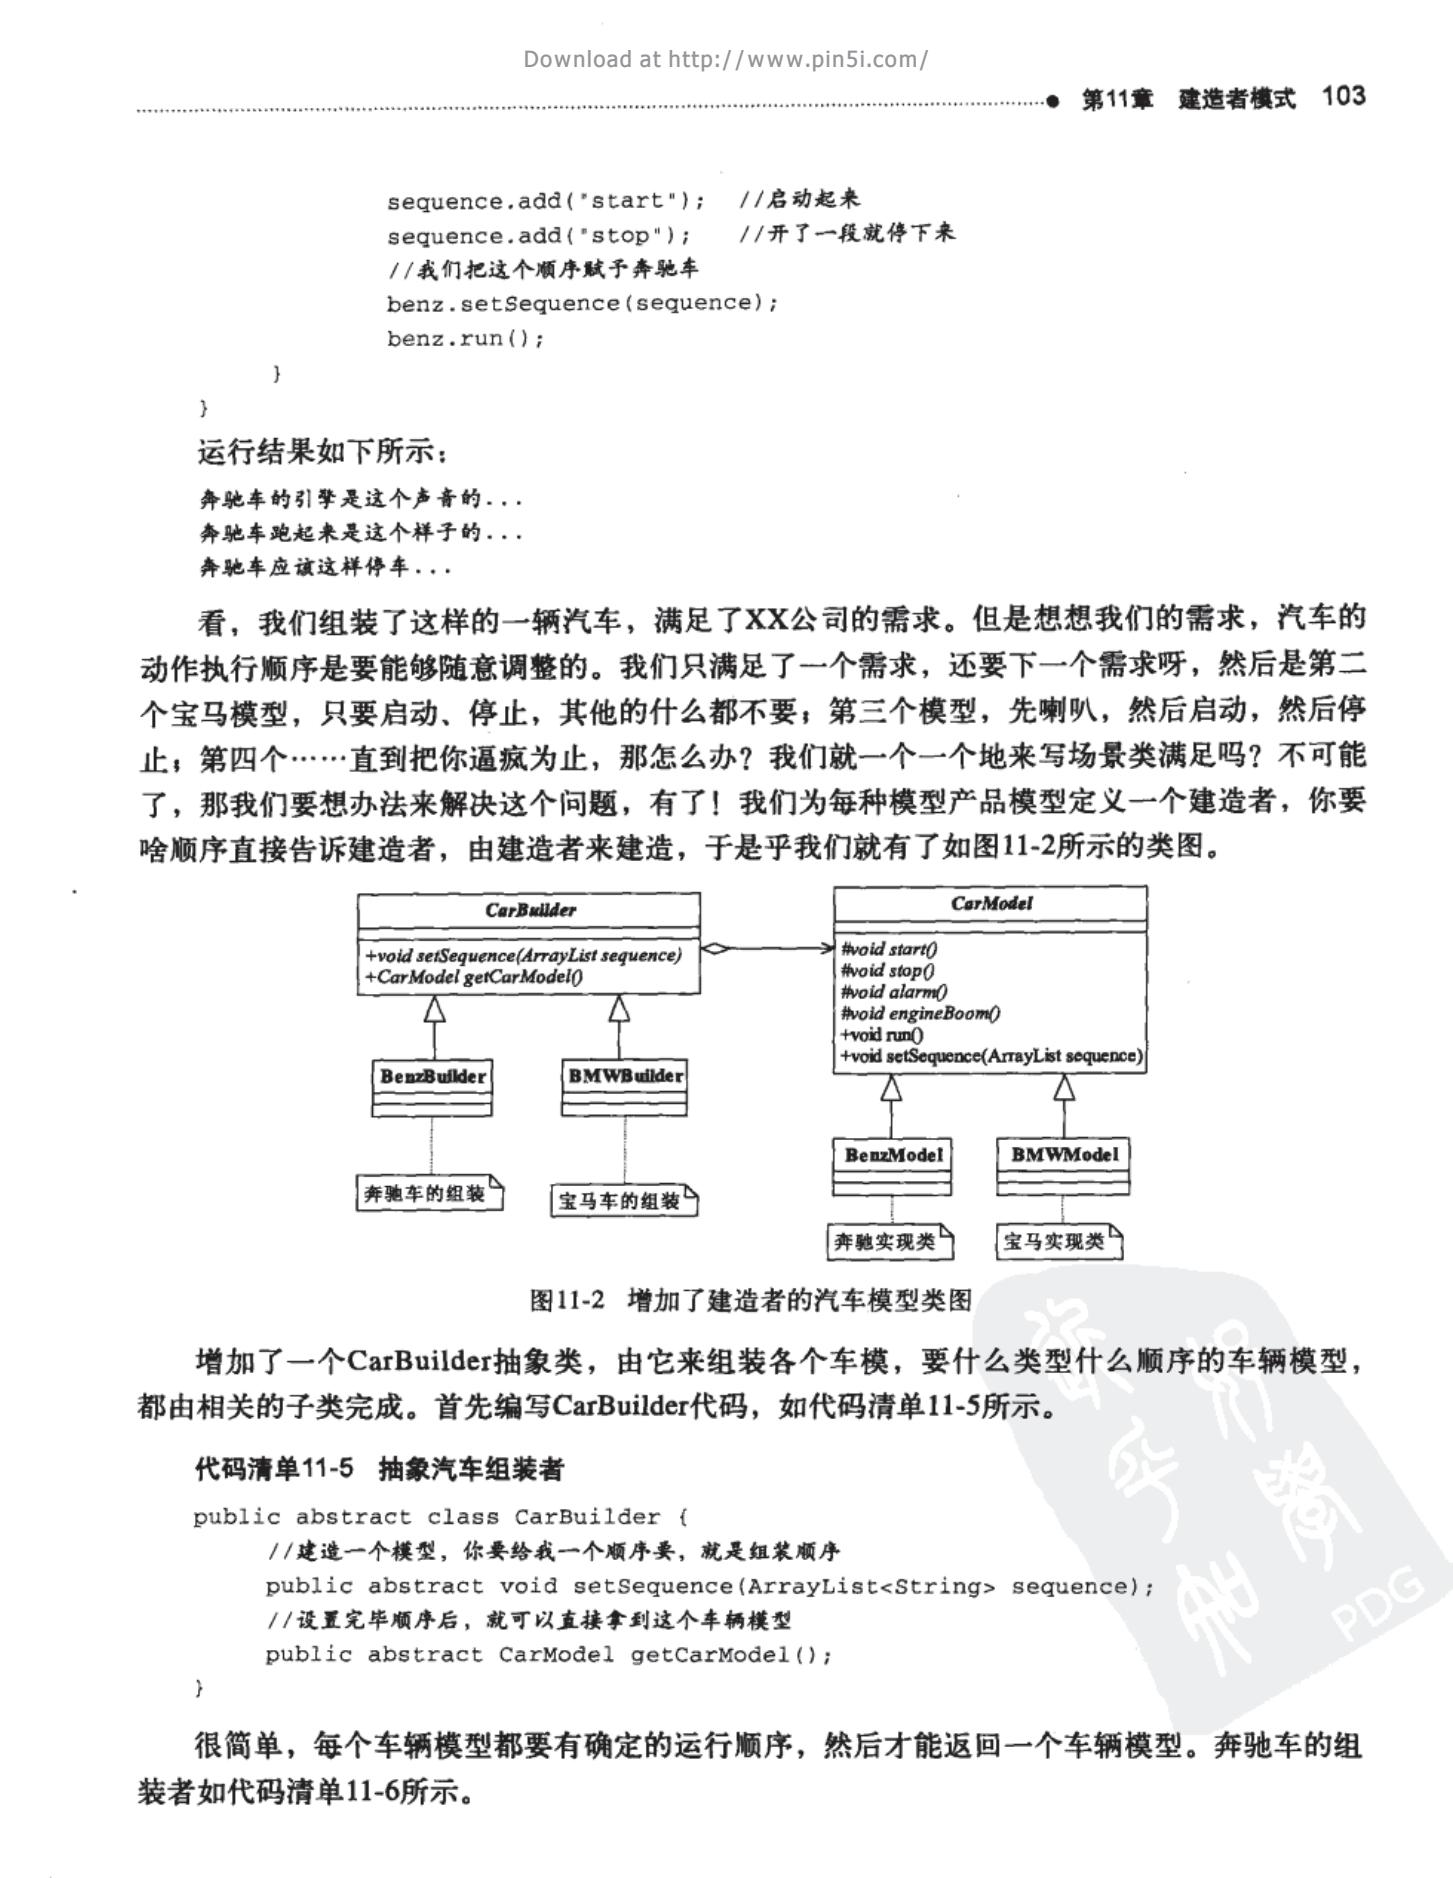 Download at http://www.pin5i.com/
第11章 建造者模式 103
sequence.add("start"); //启动起来
sequence.add("stop"); //开了一段就停下来
//我们把这个顺序赋予奔驰车
benz.setSequence(sequence);
benz.run();
}
}
运行结果如下所示：
奔驰车的引擎是这个声音的...
奔驰车跑起来是这个样子的...
奔驰车应该这样停车...
看，我们组装了这样的一辆汽车，满足了XX公司的需求。但是想想我们的需求，汽车的
动作执行顺序是要能够随意调整的。我们只满足了一个需求，还要下一个需求呀，然后是第二
个宝马模型，只要启动、停止，其他的什么都不要；第三个模型，先喇叭，然后启动，然后停
止；第四个……直到把你逼疯为止，那怎么办？我们就一个一个地来写场景类满足吗？不可能
了，那我们要想办法来解决这个问题，有了！我们为每种模型产品模型定义一个建造者，你要
啥顺序直接告诉建造者，由建造者来建造，于是乎我们就有了如图11-2所示的类图。
CarBuilder
+void setSequence(ArrayList sequence)
+CarModel getCarModel()
CarModel
#void start()
#void stop()
#void alarm()
#void engineBoom()
+void run()
+void setSequence(ArrayList sequence)
BenzBuilder
BMWBuilder
BenzModel
BMWModel
奔驰车的组装
宝马车的组装
奔驰实现类
宝马实现类
图11-2 增加了建造者的汽车模型类图
增加了一个CarBuilder抽象类，由它来组装各个车模，要什么类型什么顺序的车辆模型，
都由相关的子类完成。首先编写CarBuilder代码，如代码清单11-5所示。
代码清单11-5 抽象汽车组装者
public abstract class CarBuilder {
//建造一个模型，你要给我一个顺序要，就是组装顺序
public abstract void setSequence(ArrayList<String> sequence);
//设置完毕顺序后，就可以直接拿到这个车辆模型
public abstract CarModel getCarModel();
}
很简单，每个车辆模型都要有确定的运行顺序，然后才能返回一个车辆模型。奔驰车的组
装者如代码清单11-6所示。
PDG